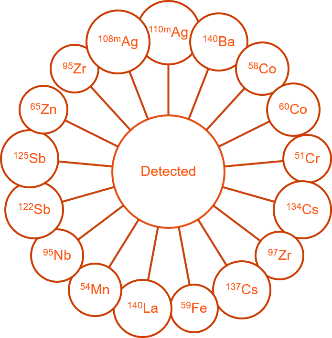 Detected
¹¹⁰ᵐAg
¹⁴⁰Ba
⁵⁸Co
⁶⁰Co
⁵¹Cr
¹³⁴Cs
⁹⁷Zr
¹³⁷Cs
⁵⁹Fe
¹⁴⁰La
⁵⁴Mn
⁹⁵Nb
¹²²Sb
¹²⁵Sb
⁶⁵Zn
⁹⁵Zr
¹⁰⁸ᵐAg